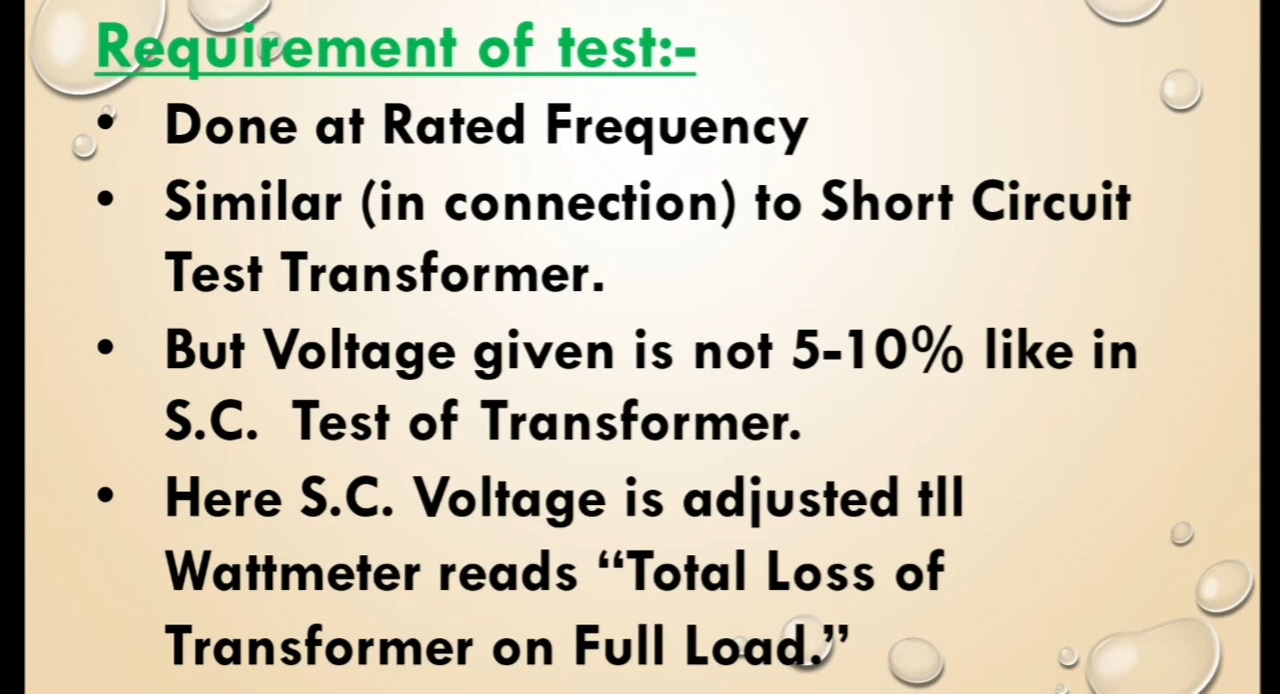 Requirement of test:-
• Done at Rated Frequency
• Similar (in connection) to Short Circuit
Test Transformer.
• But Voltage given is not 5-10% like in
S.C. Test of Transformer.
• Here S.C. Voltage is adjusted tll
Wattmeter reads “Total Loss of
Transformer on Full Load.”